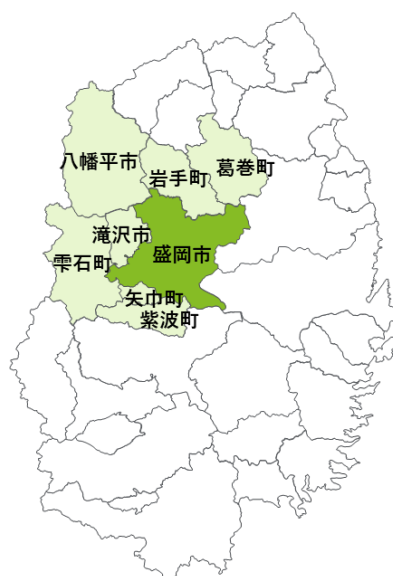 八幡平市
岩手町
葛巻町
滝沢市
雫石町
盛岡市
矢巾町
紫波町